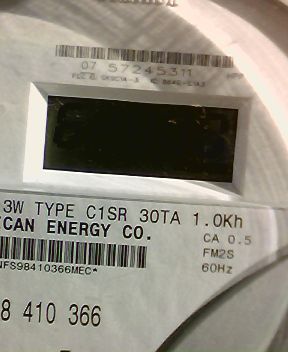 07 57245311
3W TYPE C1SR 30TA 1.0Kh
CAN ENERGY CO.
CA 0.5
FM2S
60Hz
NFS98410366MEC*
8 410 366